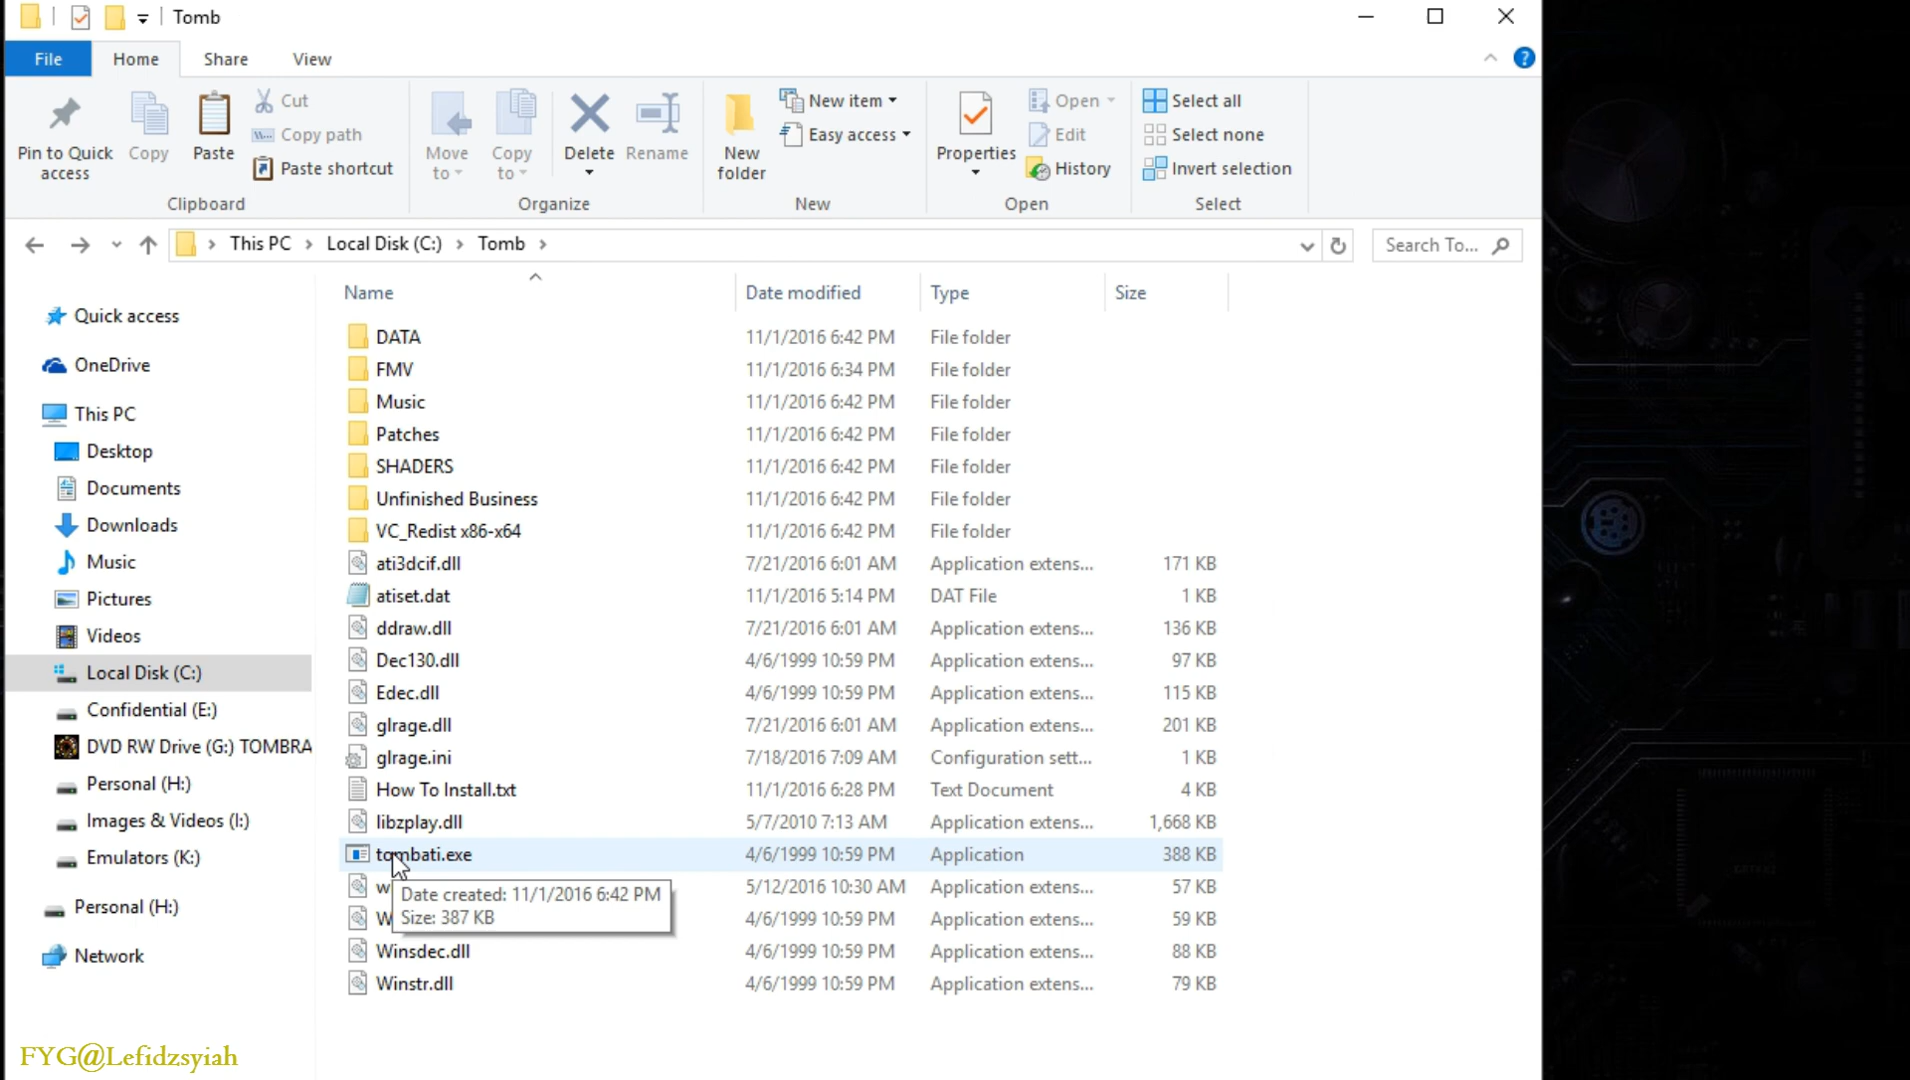 Tomb
File Home Share View
Pin to Quick access
Copy
Paste
Cut
Copy path
Paste shortcut
Clipboard
Move to
Copy to
Delete
Rename
Organize
New folder
New item
Easy access
New
Properties
Open
Edit
History
Open
Select all
Select none
Invert selection
Select
This PC Local Disk (C:) Tomb
Search To...
Quick access
OneDrive
This PC
Desktop
Documents
Downloads
Music
Pictures
Videos
Local Disk (C:)
Confidential (E:)
DVD RW Drive (G:) TOMBRA
Personal (H:)
Images & Videos (I:)
Emulators (K:)
Personal (H:)
Network
Name Date modified Type Size
DATA 11/1/2016 6:42 PM File folder
FMV 11/1/2016 6:34 PM File folder
Music 11/1/2016 6:42 PM File folder
Patches 11/1/2016 6:42 PM File folder
SHADERS 11/1/2016 6:42 PM File folder
Unfinished Business 11/1/2016 6:42 PM File folder
VC_Redist x86-x64 11/1/2016 6:42 PM File folder
ati3dcif.dll 7/21/2016 6:01 AM Application extens... 171 KB
atiset.dat 11/1/2016 5:14 PM DAT File 1 KB
ddraw.dll 7/21/2016 6:01 AM Application extens... 136 KB
Dec130.dll 4/6/1999 10:59 PM Application extens... 97 KB
Edec.dll 4/6/1999 10:59 PM Application extens... 115 KB
glrage.dll 7/21/2016 6:01 AM Application extens... 201 KB
glrage.ini 7/18/2016 7:09 AM Configuration sett... 1 KB
How To Install.txt 11/1/2016 6:28 PM Text Document 4 KB
libzplay.dll 5/7/2010 7:13 AM Application extens... 1,668 KB
tombati.exe 4/6/1999 10:59 PM Application 388 KB
w 5/12/2016 10:30 AM Application extens... 57 KB
W 4/6/1999 10:59 PM Application extens... 59 KB
Date created: 11/1/2016 6:42 PM
Size: 387 KB
Winsdec.dll 4/6/1999 10:59 PM Application extens... 88 KB
Winstr.dll 4/6/1999 10:59 PM Application extens... 79 KB
FYG@Lefidzsyiah